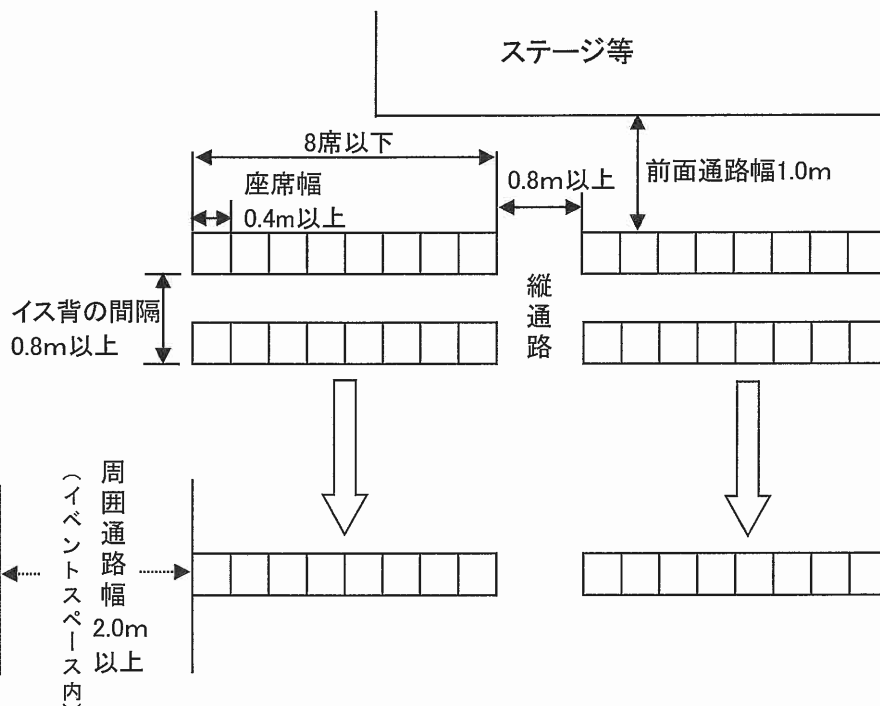 ステージ等
8席以下
座席幅
0.4m以上
0.8m以上
前面通路幅1.0m
イス背の間隔
0.8m以上
縦通路
周囲通路幅
2.0m
以上
（イベントスペース内）